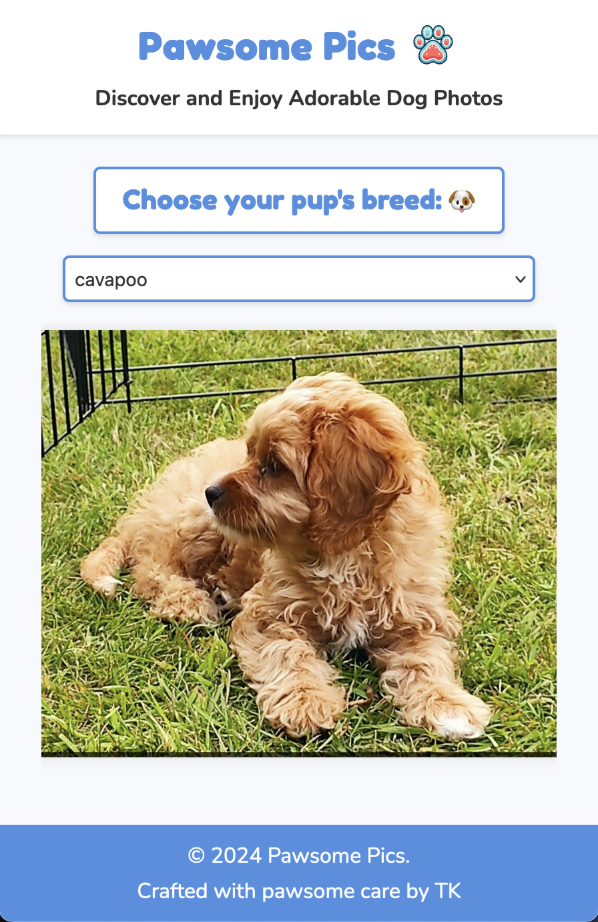 Pawsome Pics
Discover and Enjoy Adorable Dog Photos
Choose your pup's breed:
cavapoo
© 2024 Pawsome Pics.
Crafted with pawsome care by TK